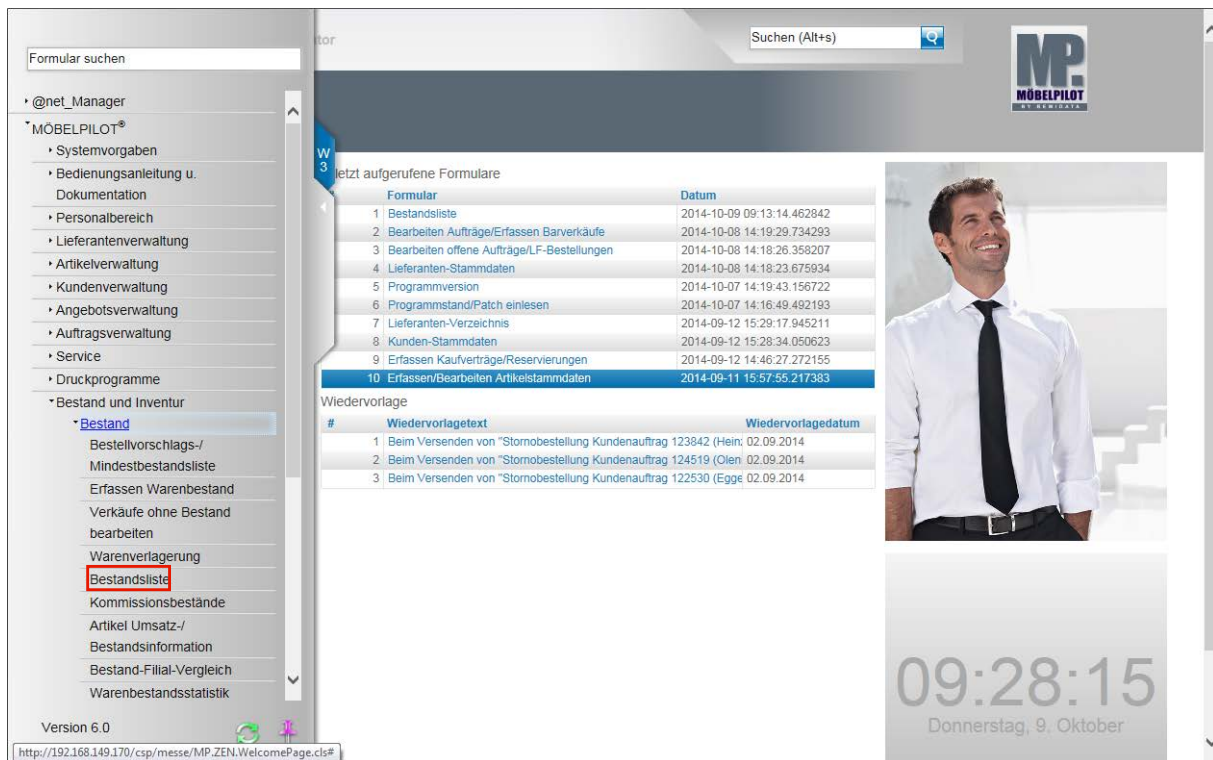 Formular suchen
@net_Manager
MÖBELPILOT®
Systemvorgaben
Bedienungsanleitung u.
Dokumentation
Personalbereich
Lieferantenverwaltung
Artikelverwaltung
Kundenverwaltung
Angebotsverwaltung
Auftragsverwaltung
Service
Druckprogramme
Bestand und Inventur
Bestand
Bestellvorschlags-/
Mindestbestandsliste
Erfassen Warenbestand
Verkäufe ohne Bestand
bearbeiten
Warenverlagerung
Bestandsliste
Kommissionsbestände
Artikel Umsatz-/
Bestandsinformation
Bestand-Filial-Vergleich
Warenbestandsstatistik
Version 6.0
http://192.168.149.170/csp/messe/MP.ZEN.WelcomePage.cls#
W
3
tor
Suchen (Alt+s)
MP.
MÖBELPILOT
BY GEMIDATA
letzt aufgerufene Formulare
Formular Datum
1 Bestandsliste 2014-10-09 09:13:14.462842
2 Bearbeiten Aufträge/Erfassen Barverkäufe 2014-10-08 14:19:29.734293
3 Bearbeiten offene Aufträge/LF-Bestellungen 2014-10-08 14:18:26.358207
4 Lieferanten-Stammdaten 2014-10-08 14:18:23.675934
5 Programmversion 2014-10-07 14:19:43.156722
6 Programmstand/Patch einlesen 2014-10-07 14:16:49.492193
7 Lieferanten-Verzeichnis 2014-09-12 15:29:17.945211
8 Kunden-Stammdaten 2014-09-12 15:28:34.050623
9 Erfassen Kaufverträge/Reservierungen 2014-09-12 14:46:27.272155
10 Erfassen/Bearbeiten Artikelstammdaten 2014-09-11 15:57:55.217383
Wiedervorlage
# Wiedervorlagetext Wiedervorlagedatum
1 Beim Versenden von "Stornobestellung Kundenauftrag 123842 (Hein: 02.09.2014
2 Beim Versenden von "Stornobestellung Kundenauftrag 124519 (Olen 02.09.2014
3 Beim Versenden von "Stornobestellung Kundenauftrag 122530 (Egge 02.09.2014
09:28:15
Donnerstag, 9. Oktober